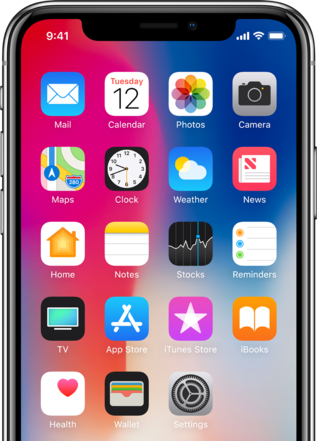 9:41
Tuesday
12
Mail Calendar Photos Camera
280
Maps Clock Weather News
Home Notes Stocks Reminders
TV App Store iTunes Store iBooks
Health Wallet Settings